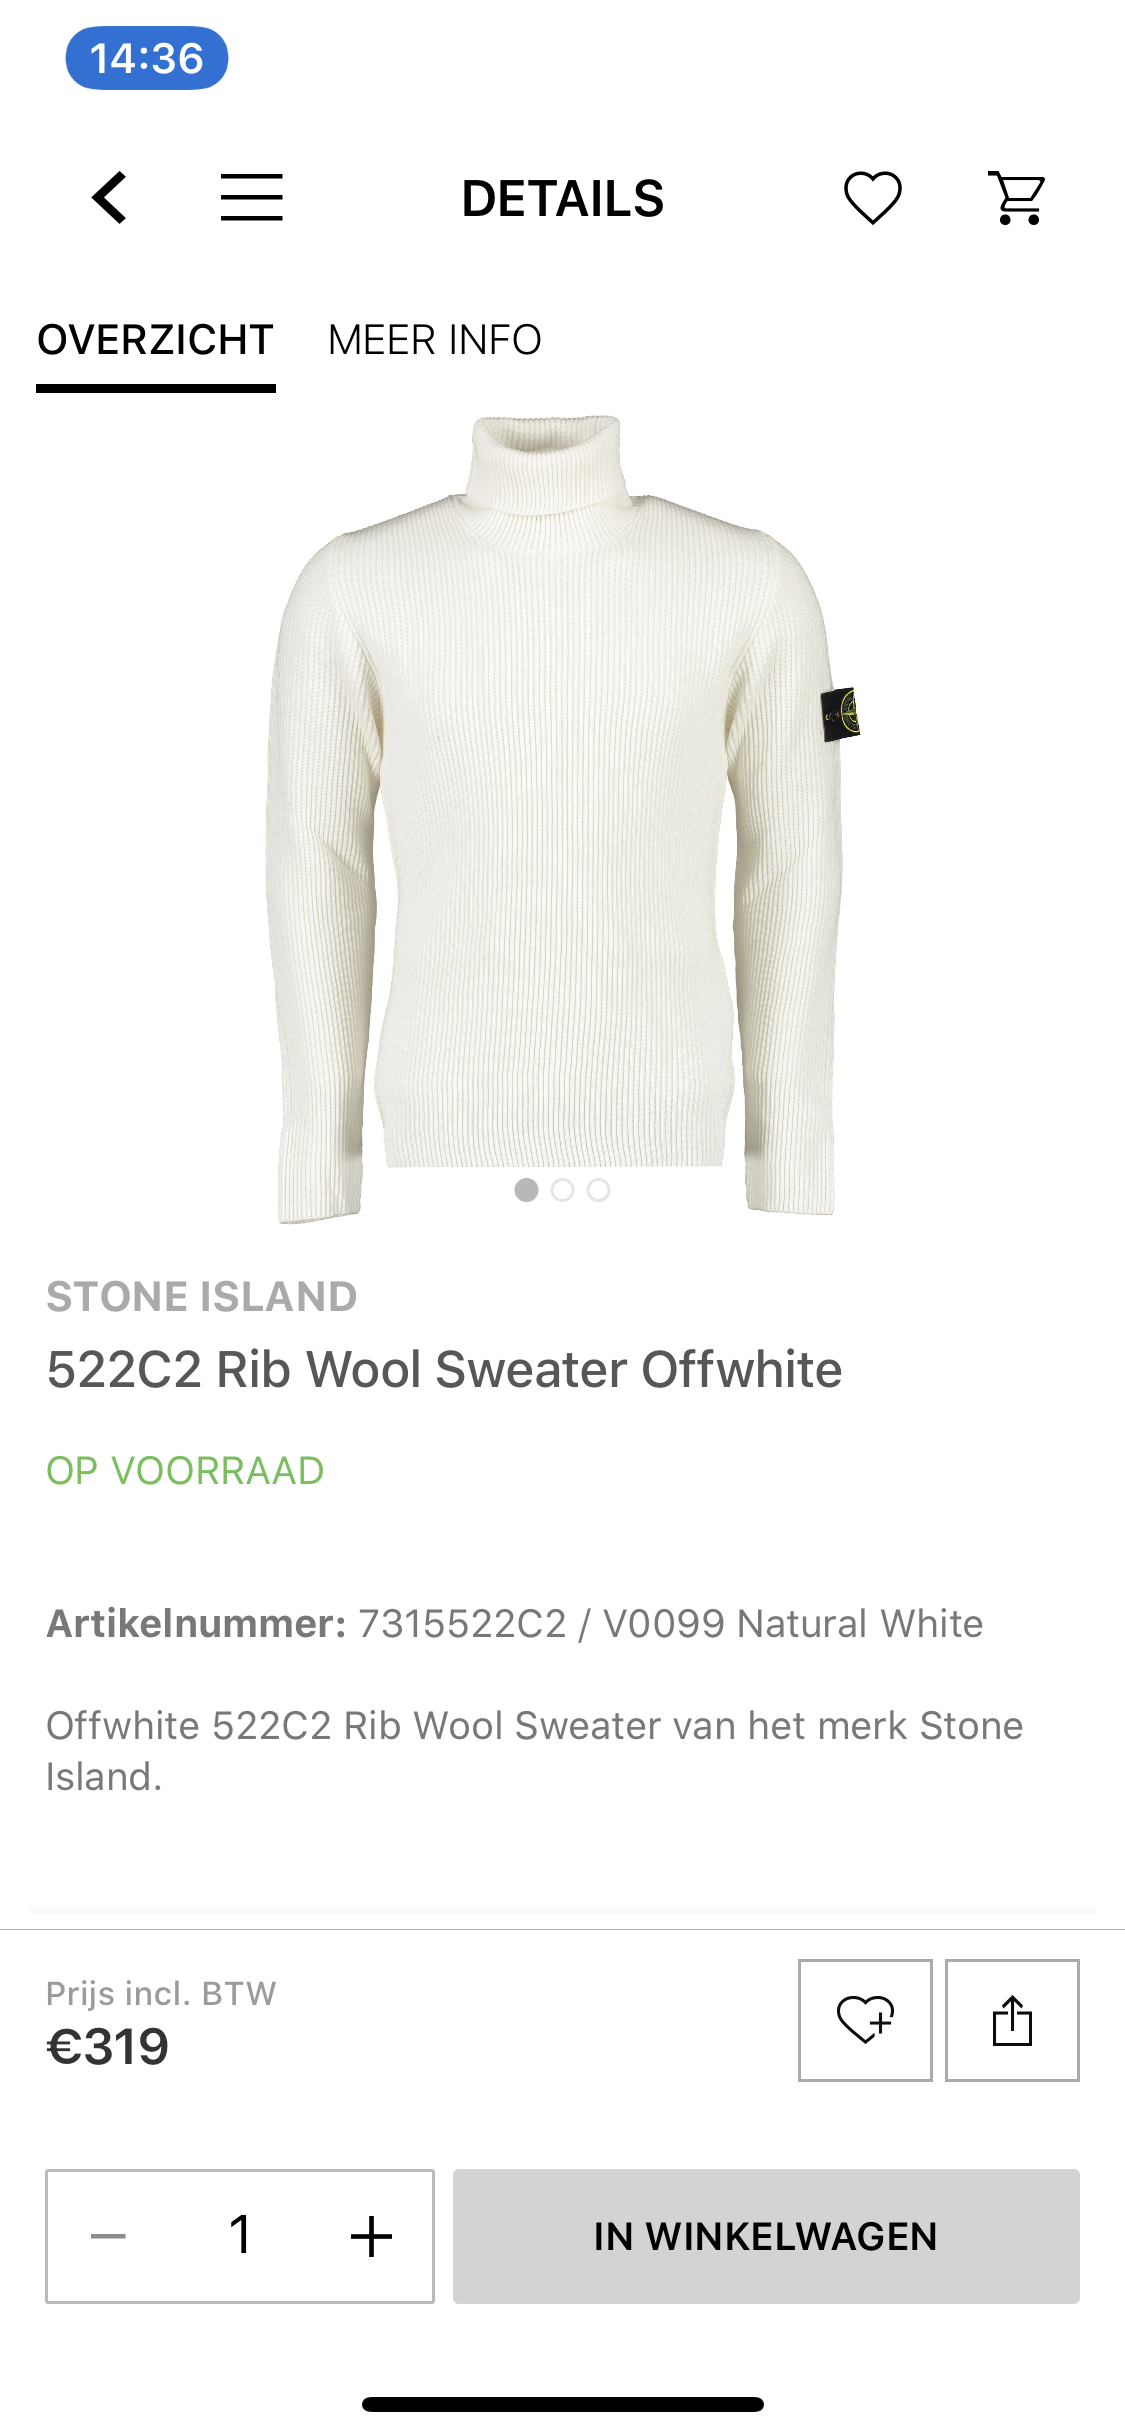 14:36
DETAILS
OVERZICHT MEER INFO
STONE ISLAND
522C2 Rib Wool Sweater Offwhite
OP VOORRAAD
Artikelnummer: 7315522C2 / V0099 Natural White
Offwhite 522C2 Rib Wool Sweater van het merk Stone
Island.
Prijs incl. BTW
€319
1
IN WINKELWAGEN